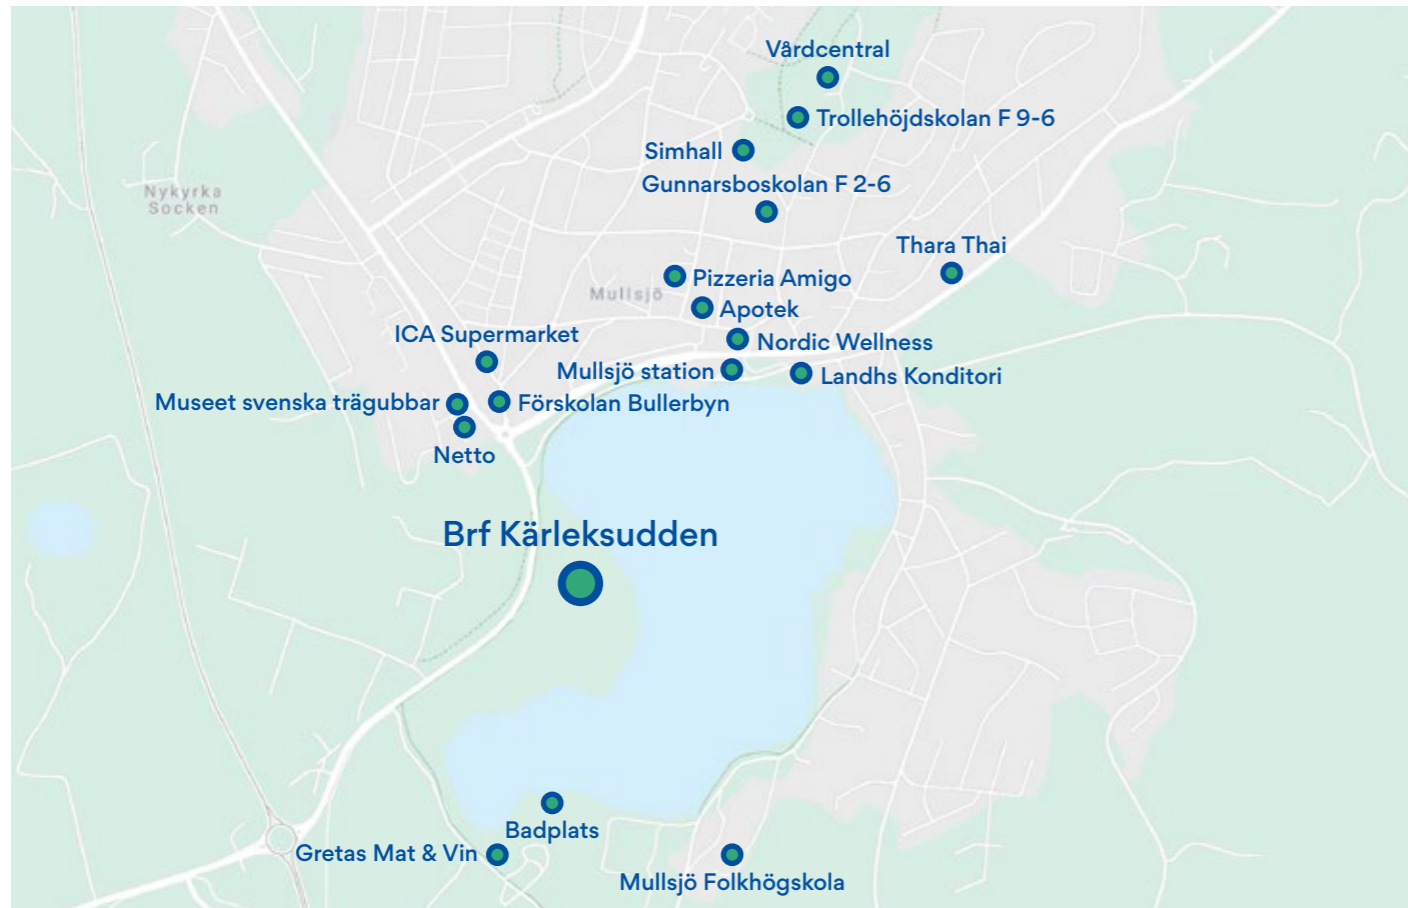 Vårdcentral
Trollehöjdskolan F 9-6
Simhall
Gunnarsboskolan F 2-6
Nykyrka
Socken
Thara Thai
Pizzeria Amigo
Mullsjö
Apotek
ICA Supermarket
Nordic Wellness
Mullsjö station
Landhs Konditori
Museet svenska trägubbar
Förskolan Bullerbyn
Netto
Brf Kärleksudden
Badplats
Gretas Mat & Vin
Mullsjö Folkhögskola